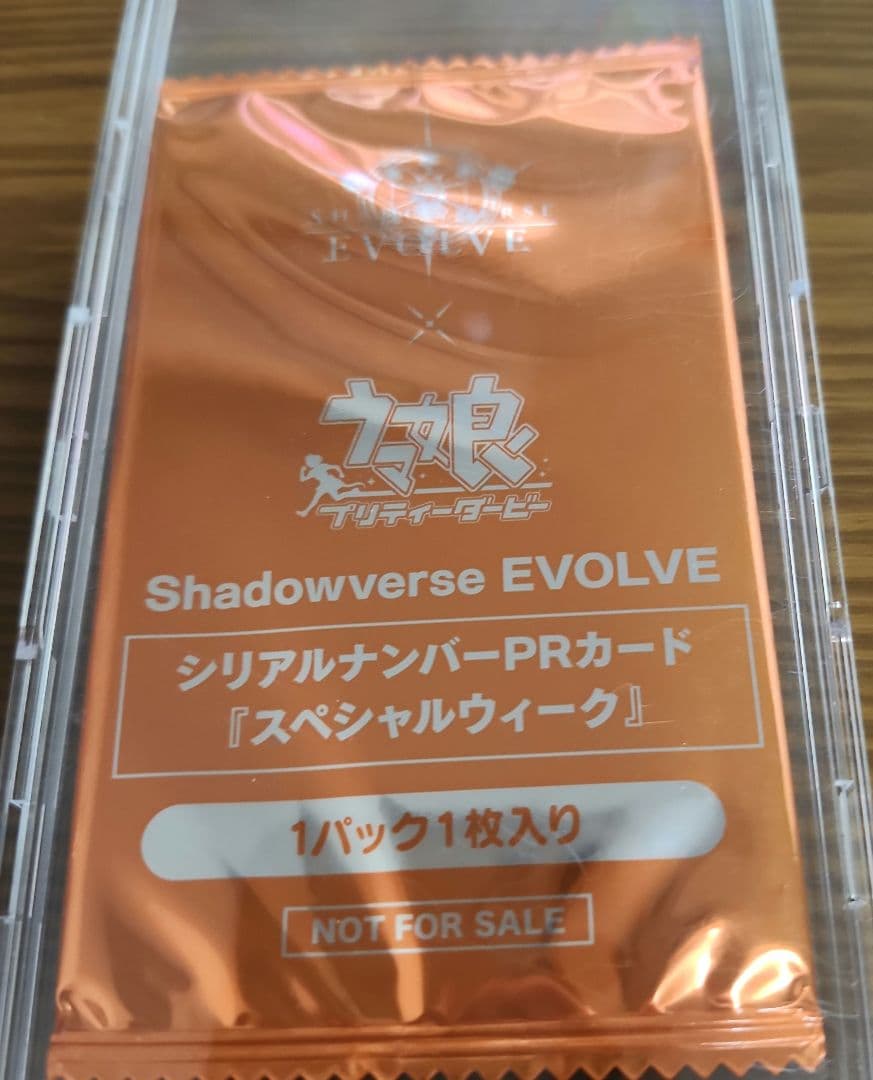 SHADOWVERSE
EVOLVE
×
ウマ娘
プリティーダービー
Shadowverse EVOLVE
シリアルナンバーPRカード
『スペシャルウィーク』
1パック1枚入り
NOT FOR SALE